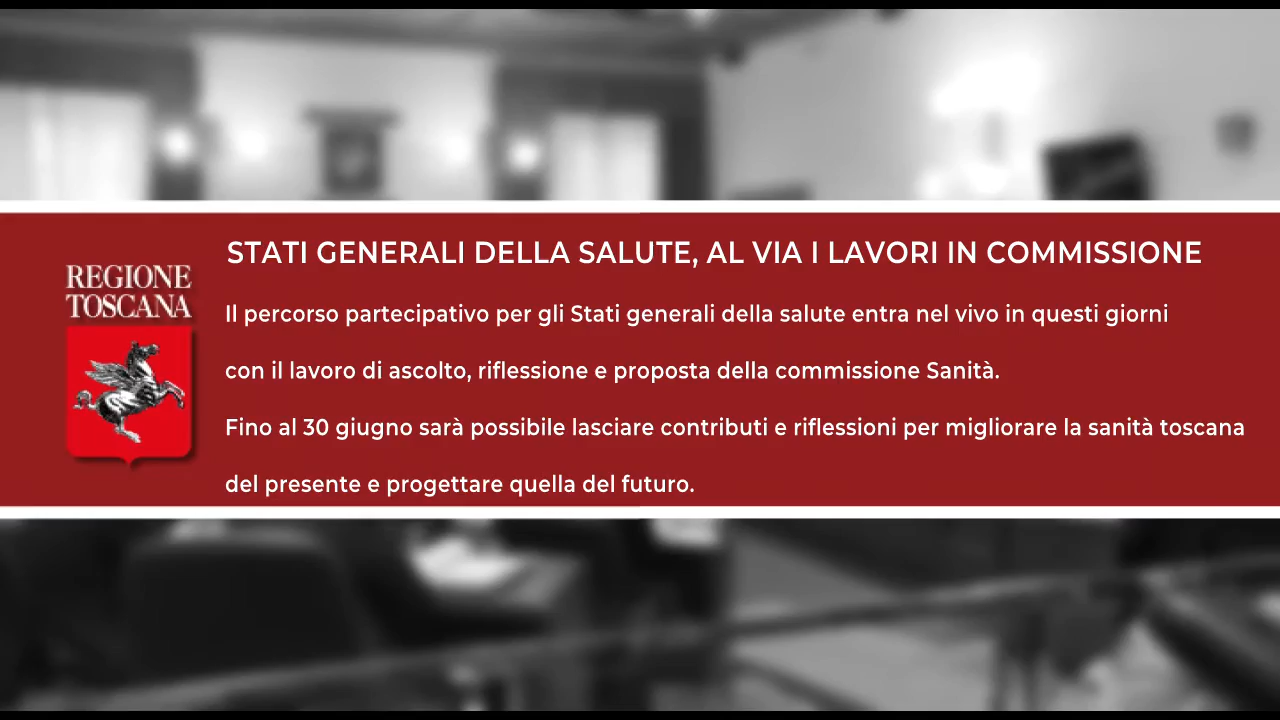 STATI GENERALI DELLA SALUTE, AL VIA I LAVORI IN COMMISSIONE
REGIONE
TOSCANA
Il percorso partecipativo per gli Stati generali della salute entra nel vivo in questi giorni
con il lavoro di ascolto, riflessione e proposta della commissione Sanità.
Fino al 30 giugno sarà possibile lasciare contributi e riflessioni per migliorare la sanità toscana
del presente e progettare quella del futuro.